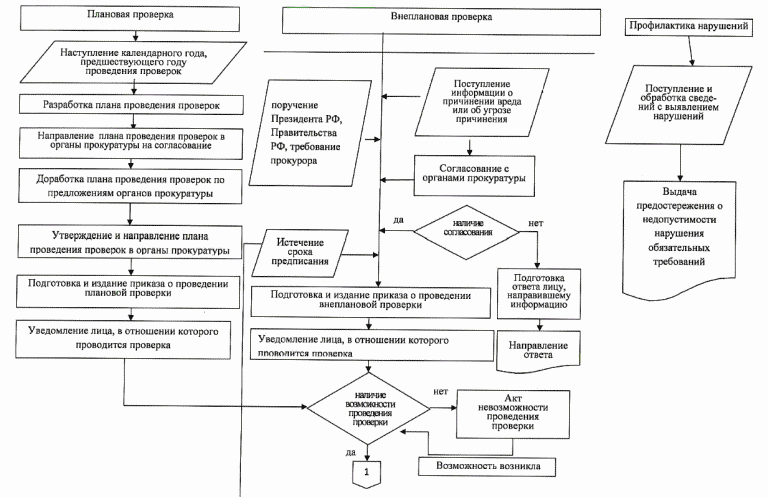 Плановая проверка
Наступление календарного года,
предшествующего году
проведения проверок
Разработка плана проведения проверок
Направление плана проведения проверок в
органы прокуратуры на согласование
Доработка плана проведения проверок по
предложениям органов прокуратуры
Утверждение и направление плана
проведения проверок в органы прокуратуры
Подготовка и издание приказа о проведении
плановой проверки
Уведомление лица, в отношении которого
проводится проверка
Внеплановая проверка
поручение
Президента РФ,
Правительства
РФ, требование
прокурора
Поступление
информации о
причинении вреда
или об угрозе
причинения
Согласование с
органами прокуратуры
да
наличие
согласования
нет
Истечение
срока
предписания
Подготовка
ответа лицу,
направившему
информацию
Направление
ответа
Подготовка и издание приказа о проведении
внеплановой проверки
Уведомление лица, в отношении которого
проводится проверка
наличие
возможности
проведения
проверки
нет
Акт
невозможности
проведения
проверки
да
Возможность возникла
1
Профилактика нарушений
Поступление и
обработка сведе-
ний с выявлением
нарушений
Выдача
предостережения о
недопустимости
нарушения
обязательных
требований